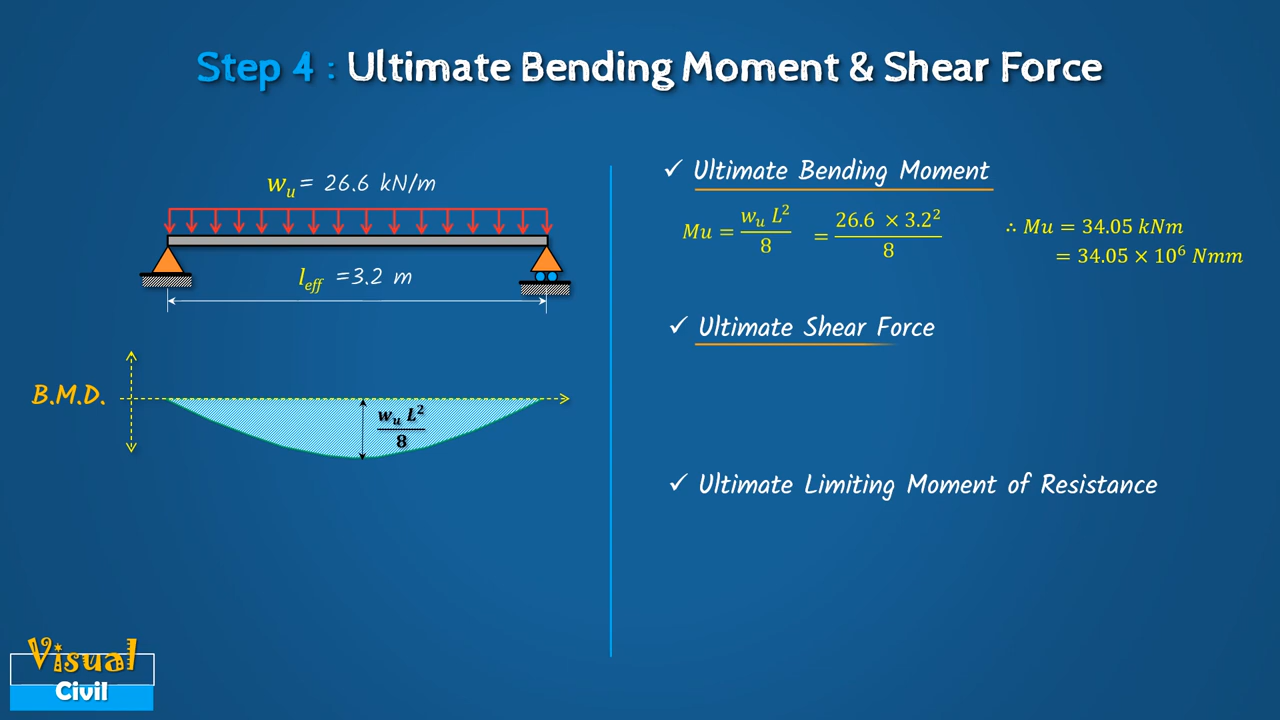 Step 4 : Ultimate Bending Moment & Shear Force
wᵤ = 26.6 kN/m
l_eff =3.2 m
B.M.D.
wᵤ L² / 8
✓ Ultimate Bending Moment
Mu = wᵤ L² / 8 = 26.6 × 3.2² / 8
∴ Mu = 34.05 kNm
= 34.05 × 10⁶ Nmm
✓ Ultimate Shear Force
✓ Ultimate Limiting Moment of Resistance
Visual
Civil